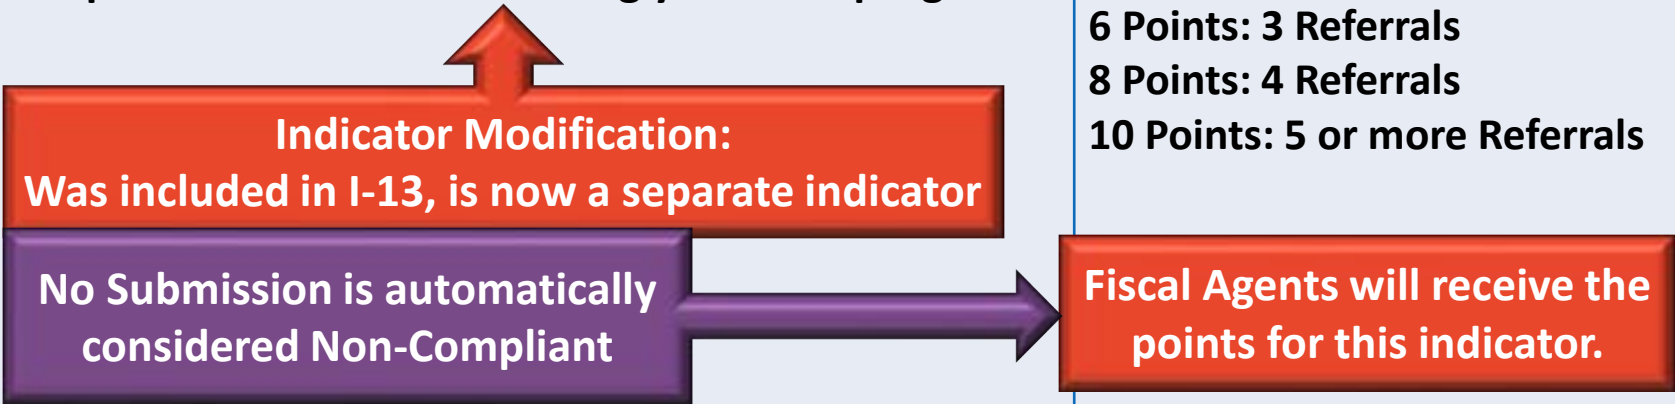 6 Points: 3 Referrals
8 Points: 4 Referrals
10 Points: 5 or more Referrals
Indicator Modification:
Was included in I-13, is now a separate indicator
No Submission is automatically
considered Non-Compliant
Fiscal Agents will receive the
points for this indicator.